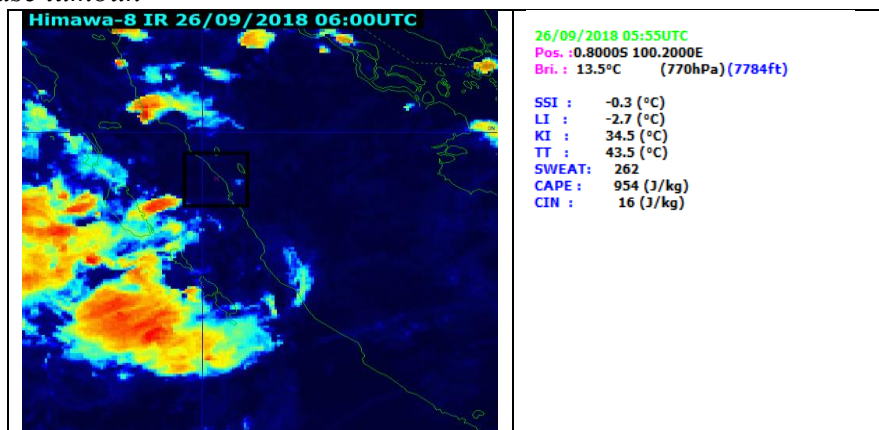 Himawa-8 IR 26/09/2018 06:00UTC
0N
26/09/2018 05:55UTC
Pos. :0.8000S 100.2000E
Bri. : 13.5°C (770hPa)(7784ft)
SSI : -0.3 (°C)
LI : -2.7 (°C)
KI : 34.5 (°C)
TT : 43.5 (°C)
SWEAT: 262
CAPE : 954 (J/kg)
CIN : 16 (J/kg)